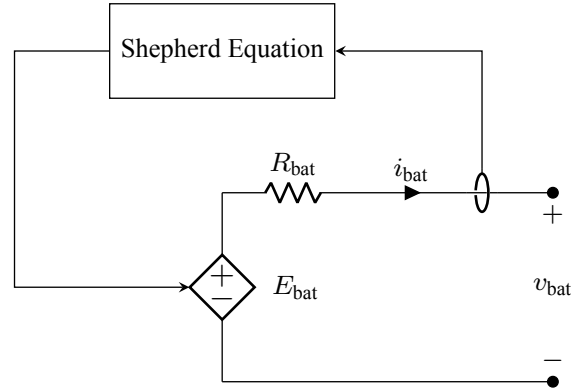 Shepherd Equation
R_bat
i_bat
+
+
−
E_bat
v_bat
−